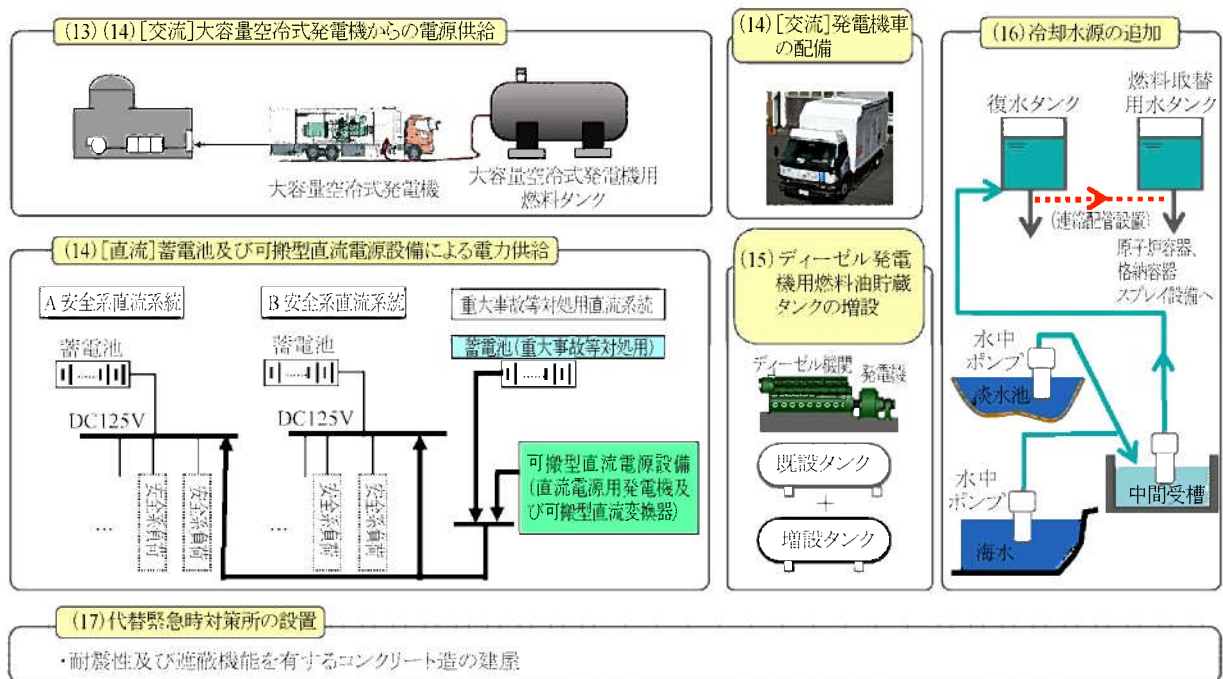 (13)(14)[交流]大容量空冷式発電機からの電源供給
大容量空冷式発電機
大容量空冷式発電機用
燃料タンク
(14)[交流]発電機車
の配備
(16)冷却水源の追加
復水タンク
燃料取替
用水タンク
(連絡配管設置)
原子炉容器、
格納容器
スプレイ設備へ
水中
ポンプ
淡水池
水中
ポンプ
海水
中間受槽
(14)[直流]蓄電池及び可搬型直流電源設備による電力供給
A安全系直流系統
B安全系直流系統
重大事故等対処用直流系統
蓄電池
蓄電池
蓄電池(重大事故等対処用)
DC125V
DC125V
…
安全系負荷
安全系負荷
…
安全系負荷
安全系負荷
可搬型直流電源設備
(直流電源用発電機及
び可搬型直流変換器)
(15)ディーゼル発電
機用燃料油貯蔵
タンクの増設
ディーゼル機関
発電機
既設タンク
+
増設タンク
(17)代替緊急時対策所の設置
・耐震性及び遮蔽機能を有するコンクリート造の建屋